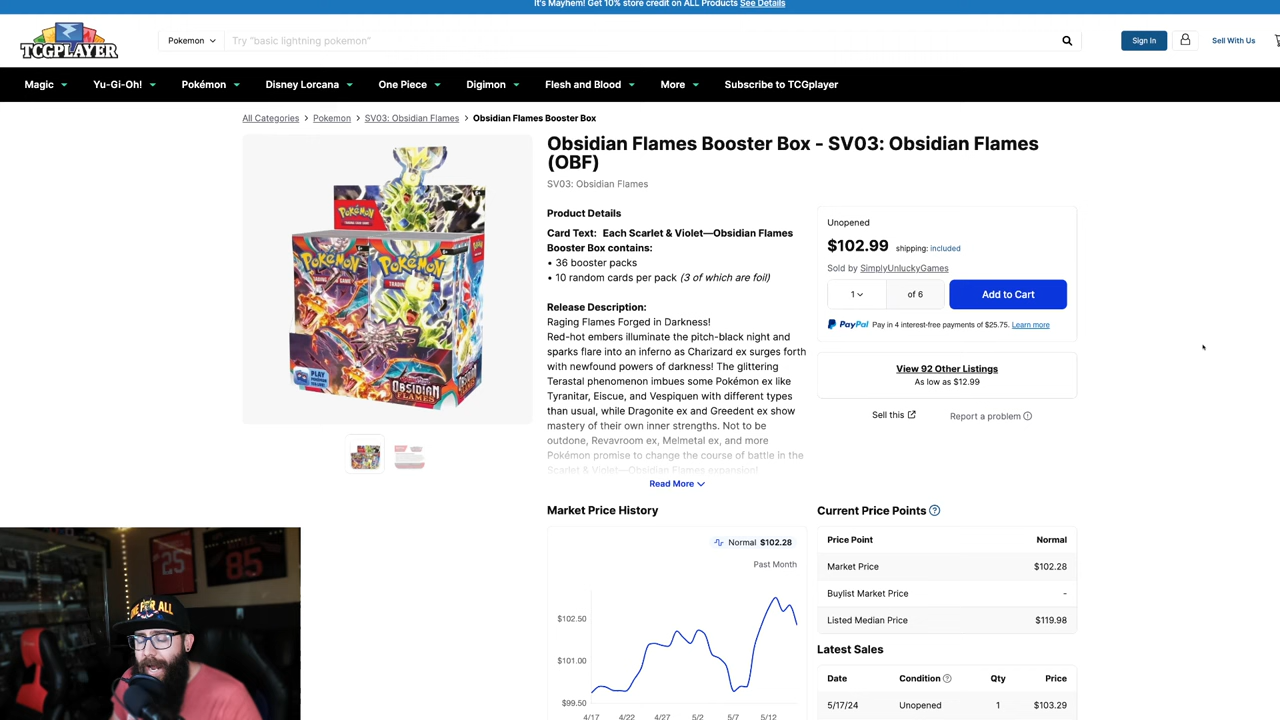 It's Mayhem! Get 10% store credit on ALL Products See Details
TCGPLAYER
Pokemon
Try "basic lightning pokemon"
Sign In
Sell With Us
Magic
Yu-Gi-Oh!
Pokémon
Disney Lorcana
One Piece
Digimon
Flesh and Blood
More
Subscribe to TCGplayer
All Categories > Pokemon > SV03: Obsidian Flames > Obsidian Flames Booster Box
Obsidian Flames Booster Box - SV03: Obsidian Flames
(OBF)
SV03: Obsidian Flames
Product Details
Card Text: Each Scarlet & Violet—Obsidian Flames
Booster Box contains:
• 36 booster packs
• 10 random cards per pack (3 of which are foil)
Release Description:
Raging Flames Forged in Darkness!
Red-hot embers illuminate the pitch-black night and
sparks flare into an inferno as Charizard ex surges forth
with newfound powers of darkness! The glittering
Terastal phenomenon imbues some Pokémon ex like
Tyranitar, Eiscue, and Vespiquen with different types
than usual, while Dragonite ex and Greedent ex show
mastery of their own inner strengths. Not to be
outdone, Revavroom ex, Melmetal ex, and more
Pokémon promise to change the course of battle in the
Scarlet & Violet—Obsidian Flames expansion!
Read More
Unopened
$102.99 shipping: included
Sold by SimplyUnluckyGames
1
of 6
Add to Cart
PayPal Pay in 4 interest-free payments of $25.75. Learn more
View 92 Other Listings
As low as $12.99
Sell this
Report a problem
Pokémon
Pokémon
OBSIDIAN
FLAMES
Market Price History
Normal $102.28
Past Month
$102.50
$101.00
$99.50
4/17 4/22 4/27 5/2 5/7 5/12
Current Price Points
Price Point Normal
Market Price $102.28
Buylist Market Price -
Listed Median Price $119.98
Latest Sales
Date Condition Qty Price
5/17/24 Unopened 1 $103.29
25
85